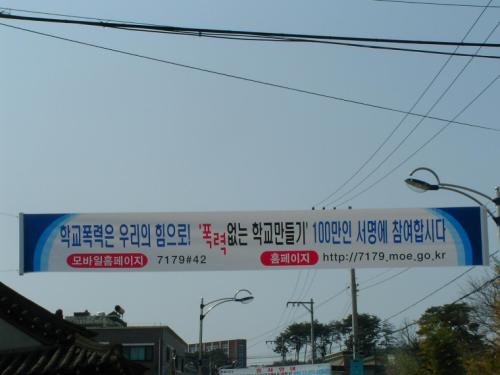 학교폭력은 우리의 힘으로! '폭력없는 학교만들기' 100만인 서명에 참여합시다
모바일홈페이지 7179#42 홈페이지 http://7179.moe.go.kr